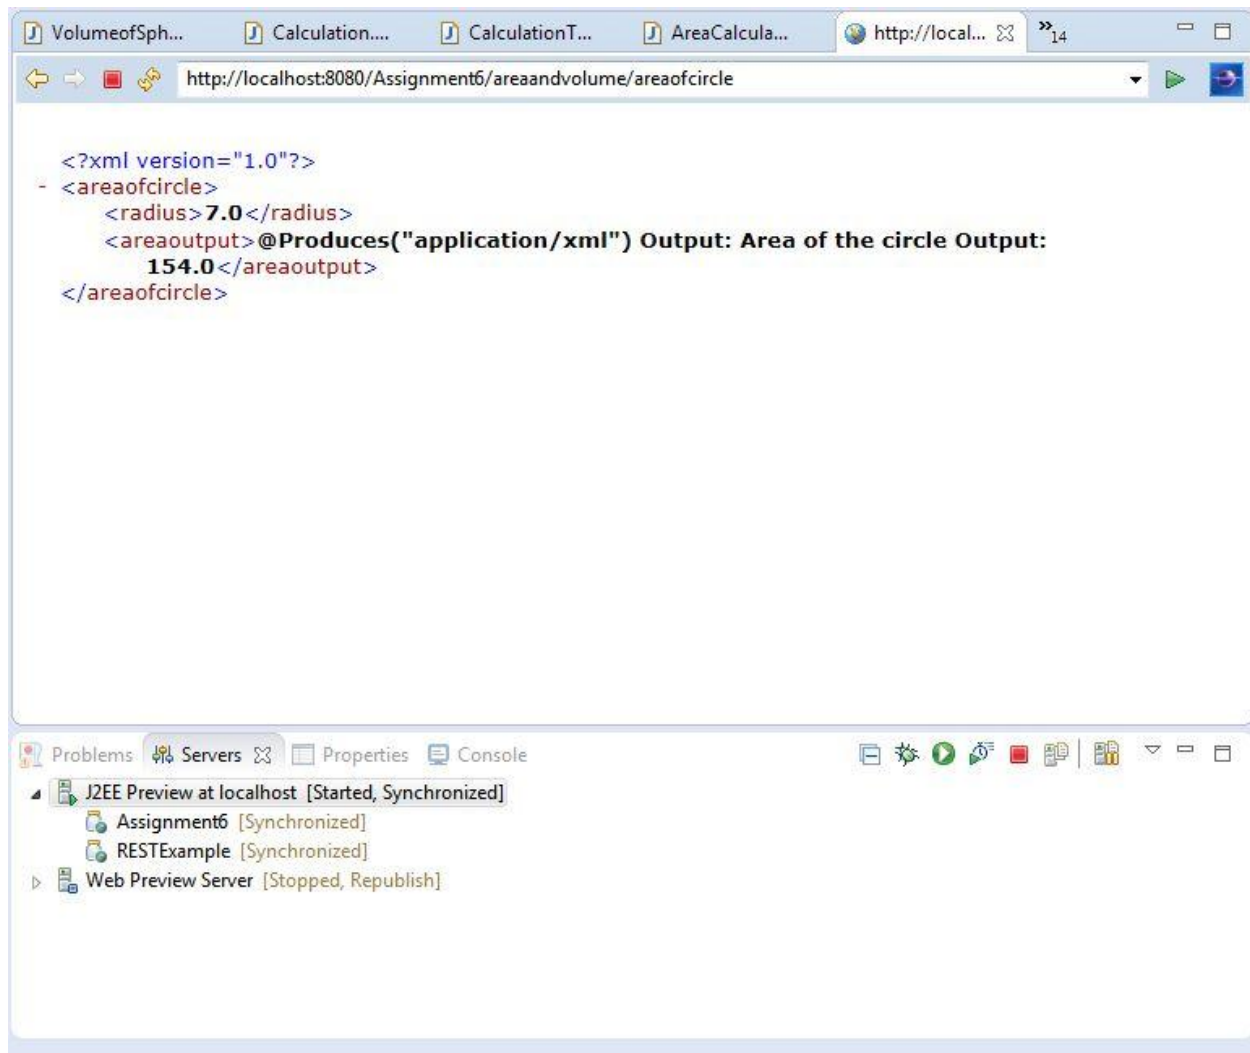 VolumeofSph... Calculation.... CalculationT... AreaCalcula... http://local... »14
http://localhost:8080/Assignment6/areaandvolume/areaofcircle
<?xml version="1.0"?>
- <areaofcircle>
<radius>7.0</radius>
<areaoutput>@Produces("application/xml") Output: Area of the circle Output:
154.0</areaoutput>
</areaofcircle>
Problems Servers Properties Console
J2EE Preview at localhost [Started, Synchronized]
Assignment6 [Synchronized]
RESTExample [Synchronized]
Web Preview Server [Stopped, Republish]